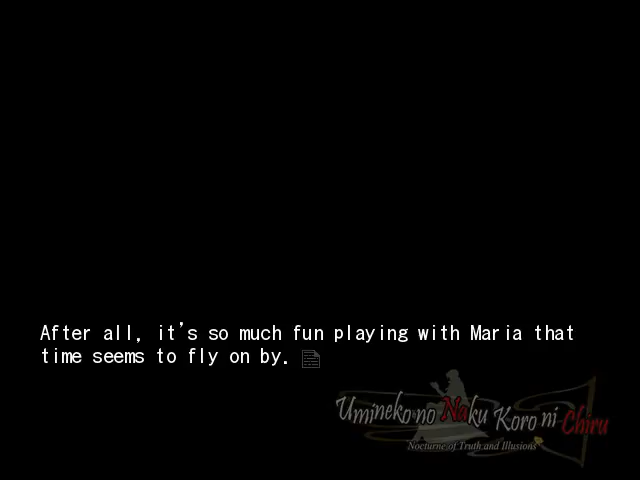 After all, it's so much fun playing with Maria that
time seems to fly on by.
Umineko no Naku Koro ni Chiru
Nocturne of Truth and Illusions